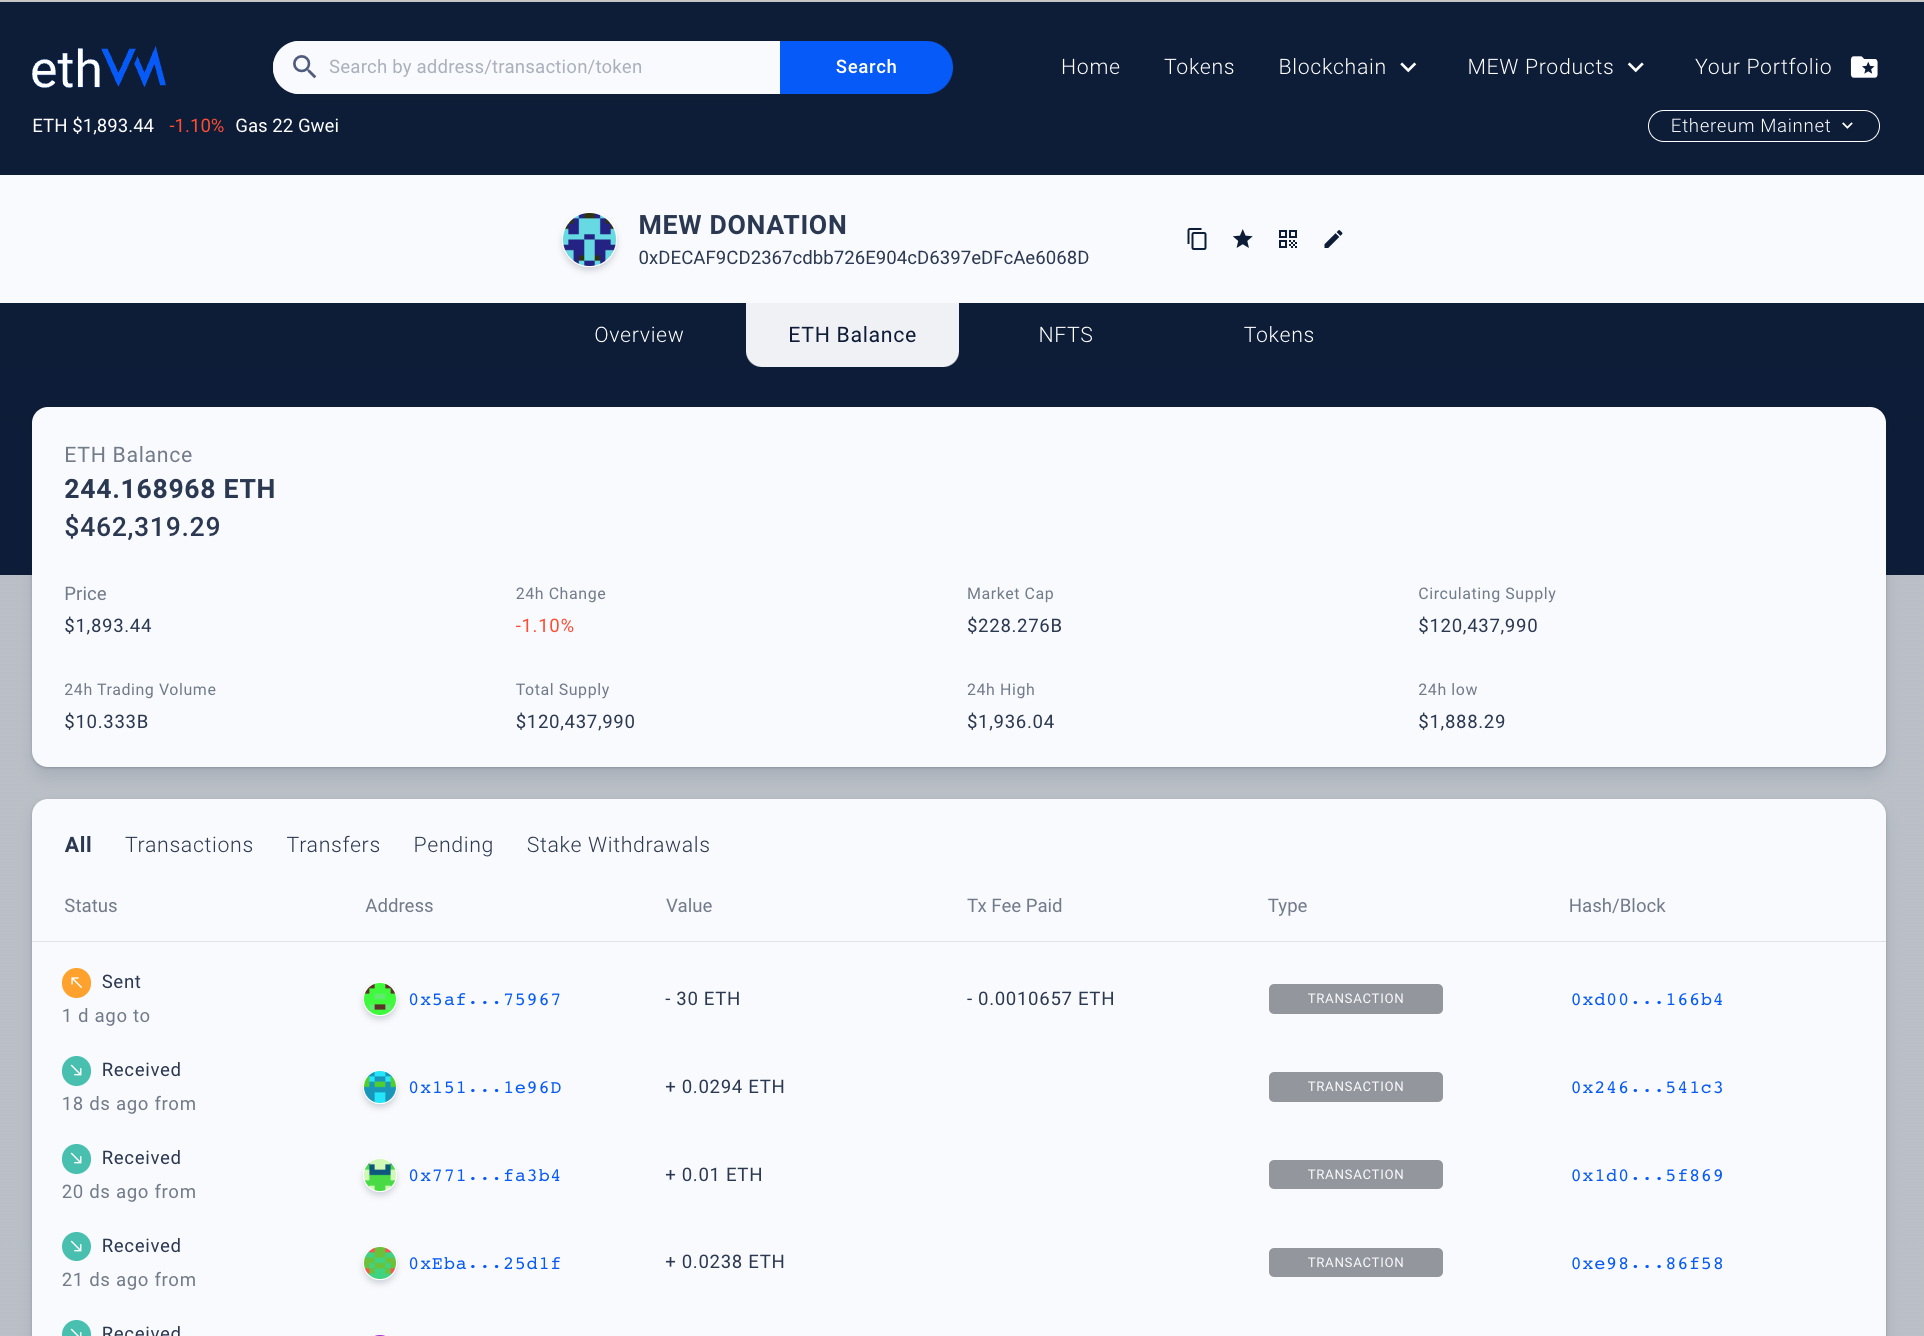 ethVM
Search by address/transaction/token
Search
Home
Tokens
Blockchain
MEW Products
Your Portfolio
ETH $1,893.44 -1.10% Gas 22 Gwei
Ethereum Mainnet
MEW DONATION
0xDECAF9CD2367cdbb726E904cD6397eDFcAe6068D
Overview
ETH Balance
NFTS
Tokens
ETH Balance
244.168968 ETH
$462,319.29
Price
24h Change
Market Cap
Circulating Supply
$1,893.44
-1.10%
$228.276B
$120,437,990
24h Trading Volume
Total Supply
24h High
24h low
$10.333B
$120,437,990
$1,936.04
$1,888.29
All
Transactions
Transfers
Pending
Stake Withdrawals
Status
Address
Value
Tx Fee Paid
Type
Hash/Block
Sent
1 d ago to
0x5af...75967
- 30 ETH
- 0.0010657 ETH
TRANSACTION
0xd00...166b4
Received
18 ds ago from
0x151...1e96D
+ 0.0294 ETH
TRANSACTION
0x246...541c3
Received
20 ds ago from
0x771...fa3b4
+ 0.01 ETH
TRANSACTION
0x1d0...5f869
Received
21 ds ago from
0xEba...25d1f
+ 0.0238 ETH
TRANSACTION
0xe98...86f58
Received